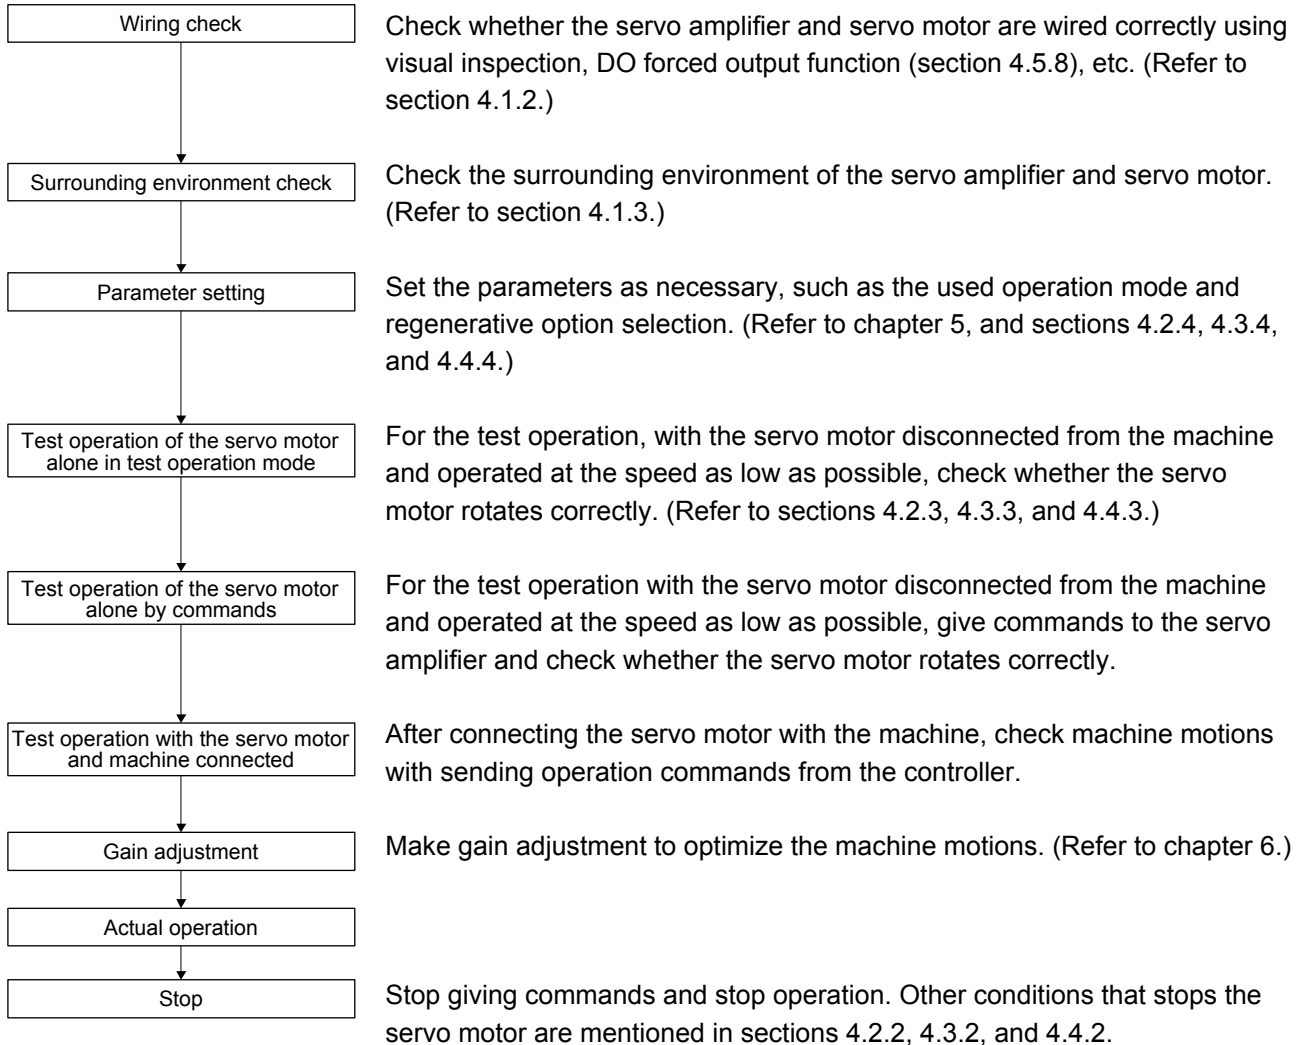 Wiring check
Check whether the servo amplifier and servo motor are wired correctly using
visual inspection, DO forced output function (section 4.5.8), etc. (Refer to
section 4.1.2.)
Surrounding environment check
Check the surrounding environment of the servo amplifier and servo motor.
(Refer to section 4.1.3.)
Parameter setting
Set the parameters as necessary, such as the used operation mode and
regenerative option selection. (Refer to chapter 5, and sections 4.2.4, 4.3.4,
and 4.4.4.)
Test operation of the servo motor
alone in test operation mode
For the test operation, with the servo motor disconnected from the machine
and operated at the speed as low as possible, check whether the servo
motor rotates correctly. (Refer to sections 4.2.3, 4.3.3, and 4.4.3.)
Test operation of the servo motor
alone by commands
For the test operation with the servo motor disconnected from the machine
and operated at the speed as low as possible, give commands to the servo
amplifier and check whether the servo motor rotates correctly.
Test operation with the servo motor
and machine connected
After connecting the servo motor with the machine, check machine motions
with sending operation commands from the controller.
Gain adjustment
Make gain adjustment to optimize the machine motions. (Refer to chapter 6.)
Actual operation
Stop
Stop giving commands and stop operation. Other conditions that stops the
servo motor are mentioned in sections 4.2.2, 4.3.2, and 4.4.2.